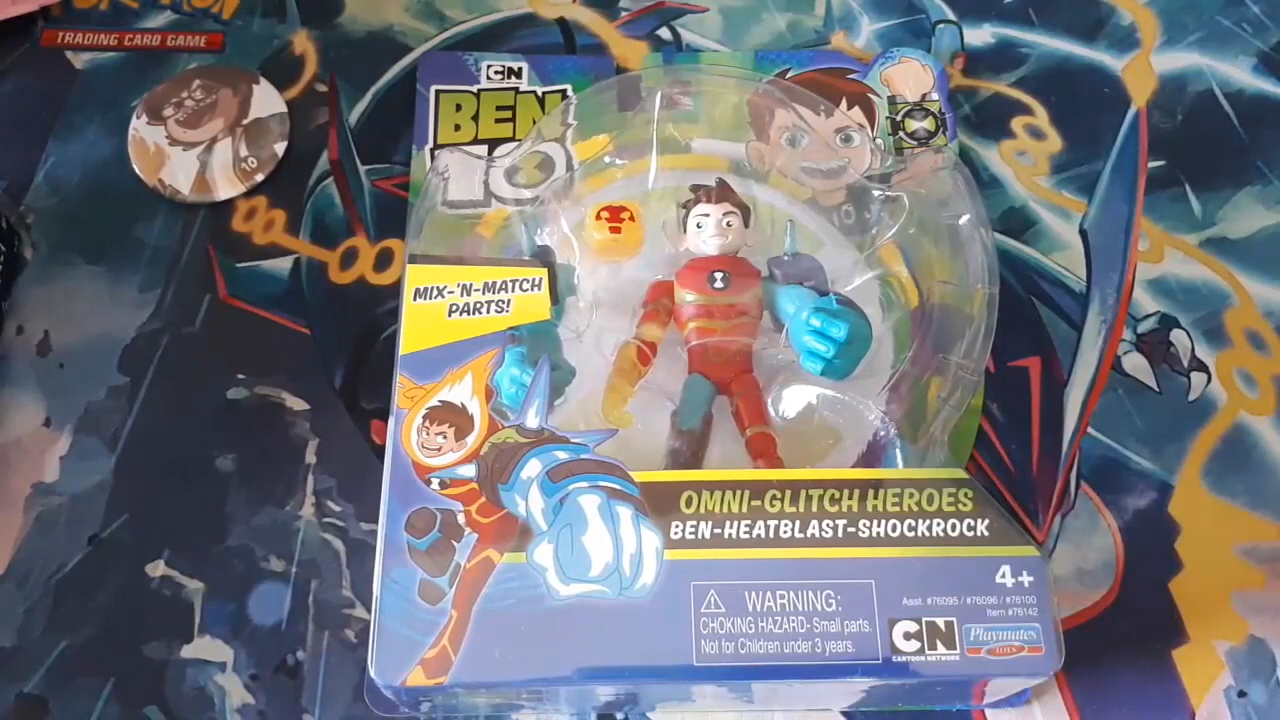 TRADING CARD GAME
10
CN
BEN
10
10
MIX-'N-MATCH
PARTS!
OMNI-GLITCH HEROES
BEN-HEATBLAST-SHOCKROCK
4+
Asst. #76095 / #76096 / #76100
Item #76142
WARNING:
CHOKING HAZARD- Small parts.
Not for Children under 3 years.
CN
CARTOON NETWORK
Playmates
TOYS